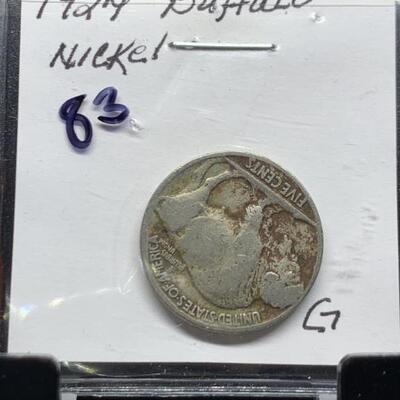 1924 Buffalo
Nickel
83
FIVE CENTS
UNITED STATES OF AMERICA
G